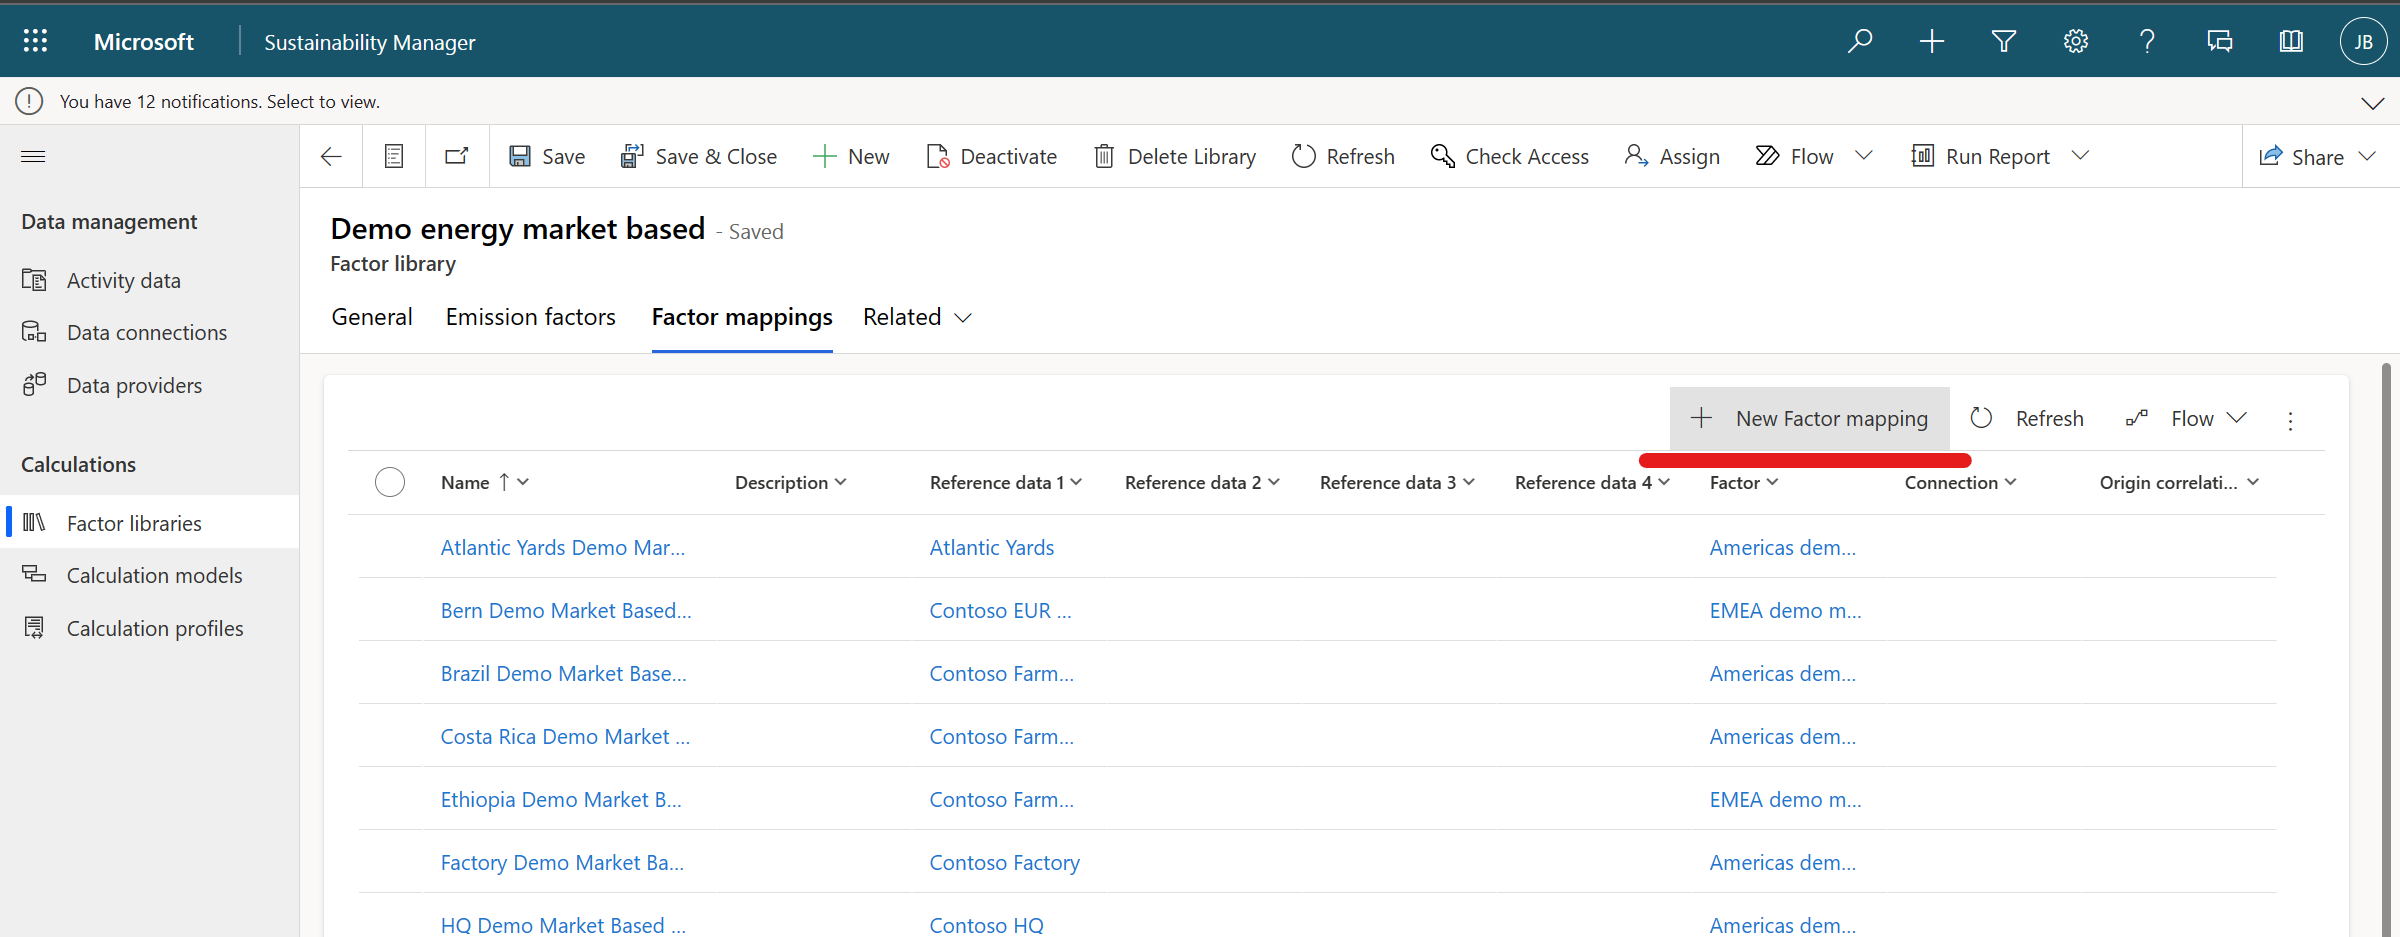 Microsoft Sustainability Manager JB
You have 12 notifications. Select to view.
Save Save & Close New Deactivate Delete Library Refresh Check Access Assign Flow Run Report Share
Data management
Activity data
Data connections
Data providers
Calculations
Factor libraries
Calculation models
Calculation profiles
Demo energy market based - Saved
Factor library
General Emission factors Factor mappings Related
New Factor mapping Refresh Flow
Name Description Reference data 1 Reference data 2 Reference data 3 Reference data 4 Factor Connection Origin correlati...
Atlantic Yards Demo Mar... Atlantic Yards Americas dem...
Bern Demo Market Based... Contoso EUR ... EMEA demo m...
Brazil Demo Market Base... Contoso Farm... Americas dem...
Costa Rica Demo Market ... Contoso Farm... Americas dem...
Ethiopia Demo Market B... Contoso Farm... EMEA demo m...
Factory Demo Market Ba... Contoso Factory Americas dem...
HQ Demo Market Based ... Contoso HQ Americas dem...